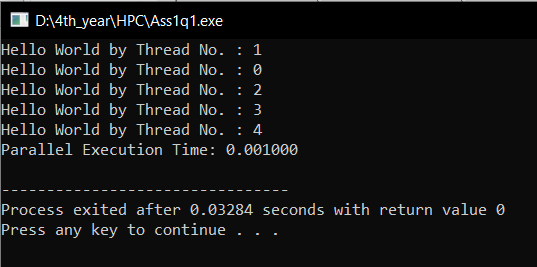 D:\4th_year\HPC\Ass1q1.exe
Hello World by Thread No. : 1
Hello World by Thread No. : 0
Hello World by Thread No. : 2
Hello World by Thread No. : 3
Hello World by Thread No. : 4
Parallel Execution Time: 0.001000
--------------------------------
Process exited after 0.03284 seconds with return value 0
Press any key to continue . . .